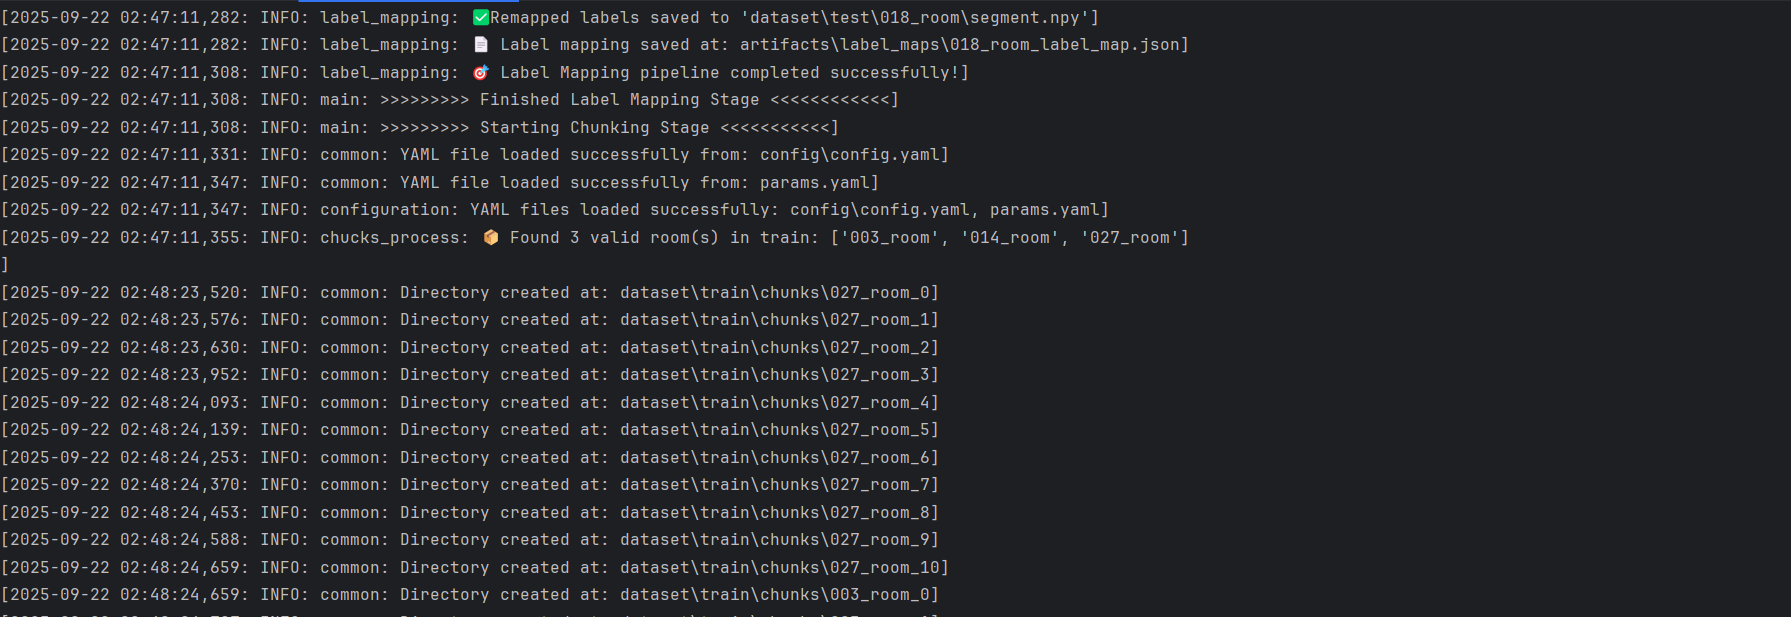 [2025-09-22 02:47:11,282: INFO: label_mapping: ✅Remapped labels saved to 'dataset\test\018_room\segment.npy']
[2025-09-22 02:47:11,282: INFO: label_mapping: 📄 Label mapping saved at: artifacts\label_maps\018_room_label_map.json]
[2025-09-22 02:47:11,308: INFO: label_mapping: 🎯 Label Mapping pipeline completed successfully!]
[2025-09-22 02:47:11,308: INFO: main: >>>>>>>>> Finished Label Mapping Stage <<<<<<<<<<<<]
[2025-09-22 02:47:11,308: INFO: main: >>>>>>>>> Starting Chunking Stage <<<<<<<<<<<]
[2025-09-22 02:47:11,331: INFO: common: YAML file loaded successfully from: config\config.yaml]
[2025-09-22 02:47:11,347: INFO: common: YAML file loaded successfully from: params.yaml]
[2025-09-22 02:47:11,347: INFO: configuration: YAML files loaded successfully: config\config.yaml, params.yaml]
[2025-09-22 02:47:11,355: INFO: chucks_process: 📦 Found 3 valid room(s) in train: ['003_room', '014_room', '027_room']
]
[2025-09-22 02:48:23,520: INFO: common: Directory created at: dataset\train\chunks\027_room_0]
[2025-09-22 02:48:23,576: INFO: common: Directory created at: dataset\train\chunks\027_room_1]
[2025-09-22 02:48:23,630: INFO: common: Directory created at: dataset\train\chunks\027_room_2]
[2025-09-22 02:48:23,952: INFO: common: Directory created at: dataset\train\chunks\027_room_3]
[2025-09-22 02:48:24,093: INFO: common: Directory created at: dataset\train\chunks\027_room_4]
[2025-09-22 02:48:24,139: INFO: common: Directory created at: dataset\train\chunks\027_room_5]
[2025-09-22 02:48:24,253: INFO: common: Directory created at: dataset\train\chunks\027_room_6]
[2025-09-22 02:48:24,370: INFO: common: Directory created at: dataset\train\chunks\027_room_7]
[2025-09-22 02:48:24,453: INFO: common: Directory created at: dataset\train\chunks\027_room_8]
[2025-09-22 02:48:24,588: INFO: common: Directory created at: dataset\train\chunks\027_room_9]
[2025-09-22 02:48:24,659: INFO: common: Directory created at: dataset\train\chunks\027_room_10]
[2025-09-22 02:48:24,659: INFO: common: Directory created at: dataset\train\chunks\003_room_0]